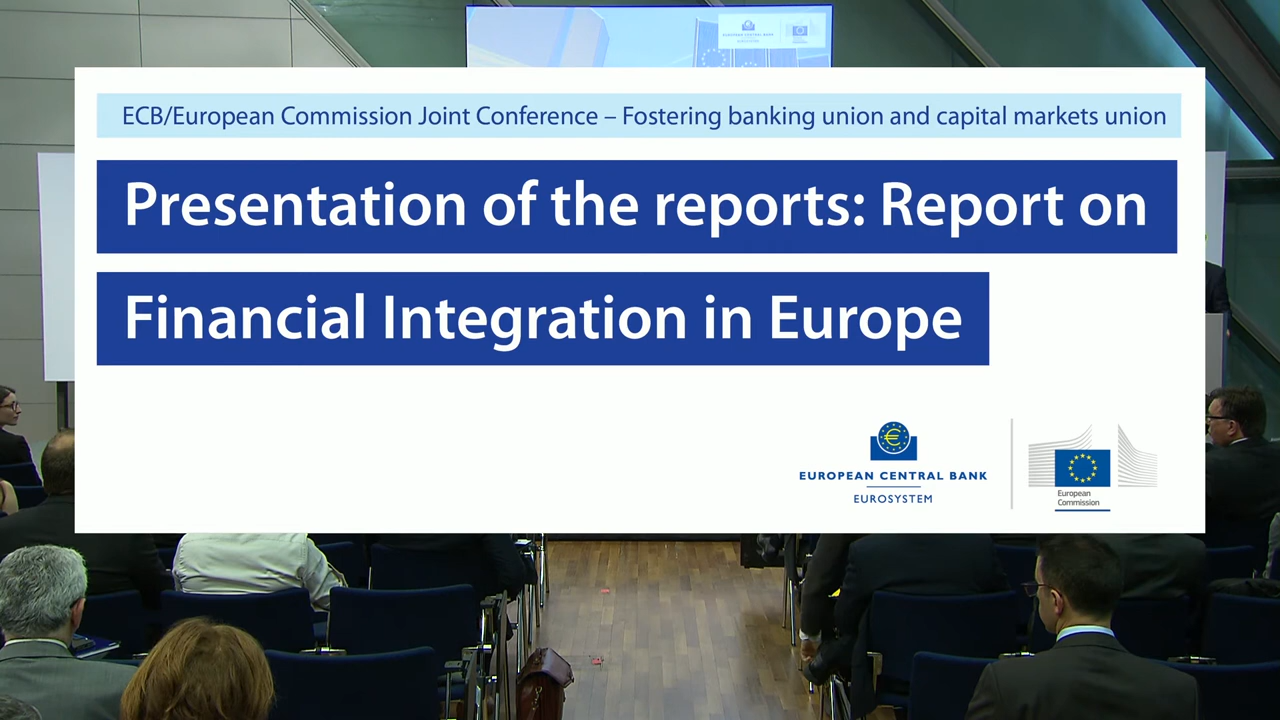 ECB/European Commission Joint Conference – Fostering banking union and capital markets union
Presentation of the reports: Report on
Financial Integration in Europe
EUROPEAN CENTRAL BANK
EUROSYSTEM
European
Commission